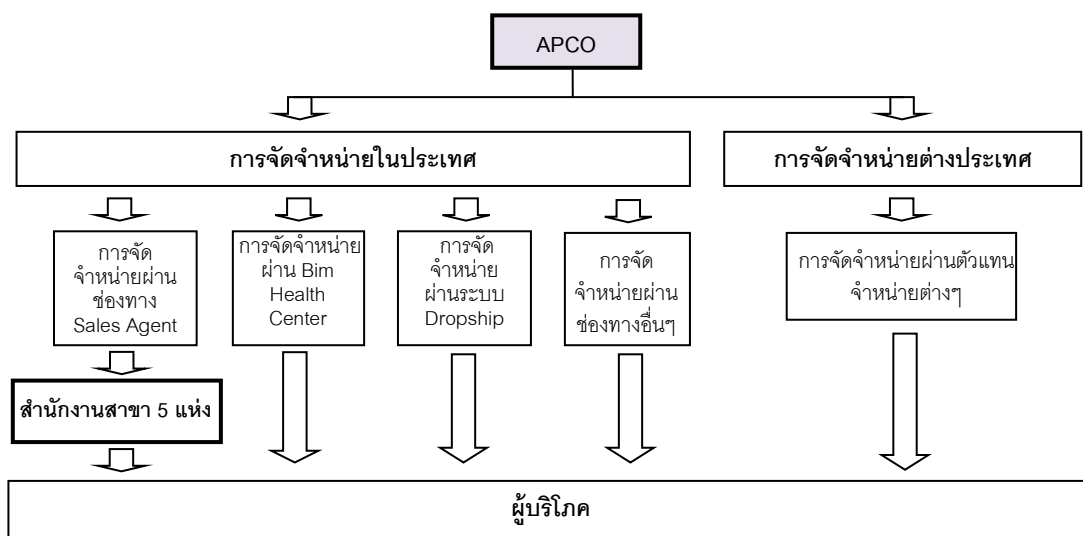 APCO
การจัดจำหน่ายในประเทศ
การจัดจำหน่ายต่างประเทศ
การจัด
จำหน่ายผ่าน
ช่องทาง
Sales Agent
การจัดจำหน่าย
ผ่าน Bim
Health
Center
การจัด
จำหน่าย
ผ่านระบบ
Dropship
การจัด
จำหน่ายผ่าน
ช่องทางอื่นๆ
การจัดจำหน่ายผ่านตัวแทน
จำหน่ายต่างๆ
สำนักงานสาขา 5 แห่ง
ผู้บริโภค